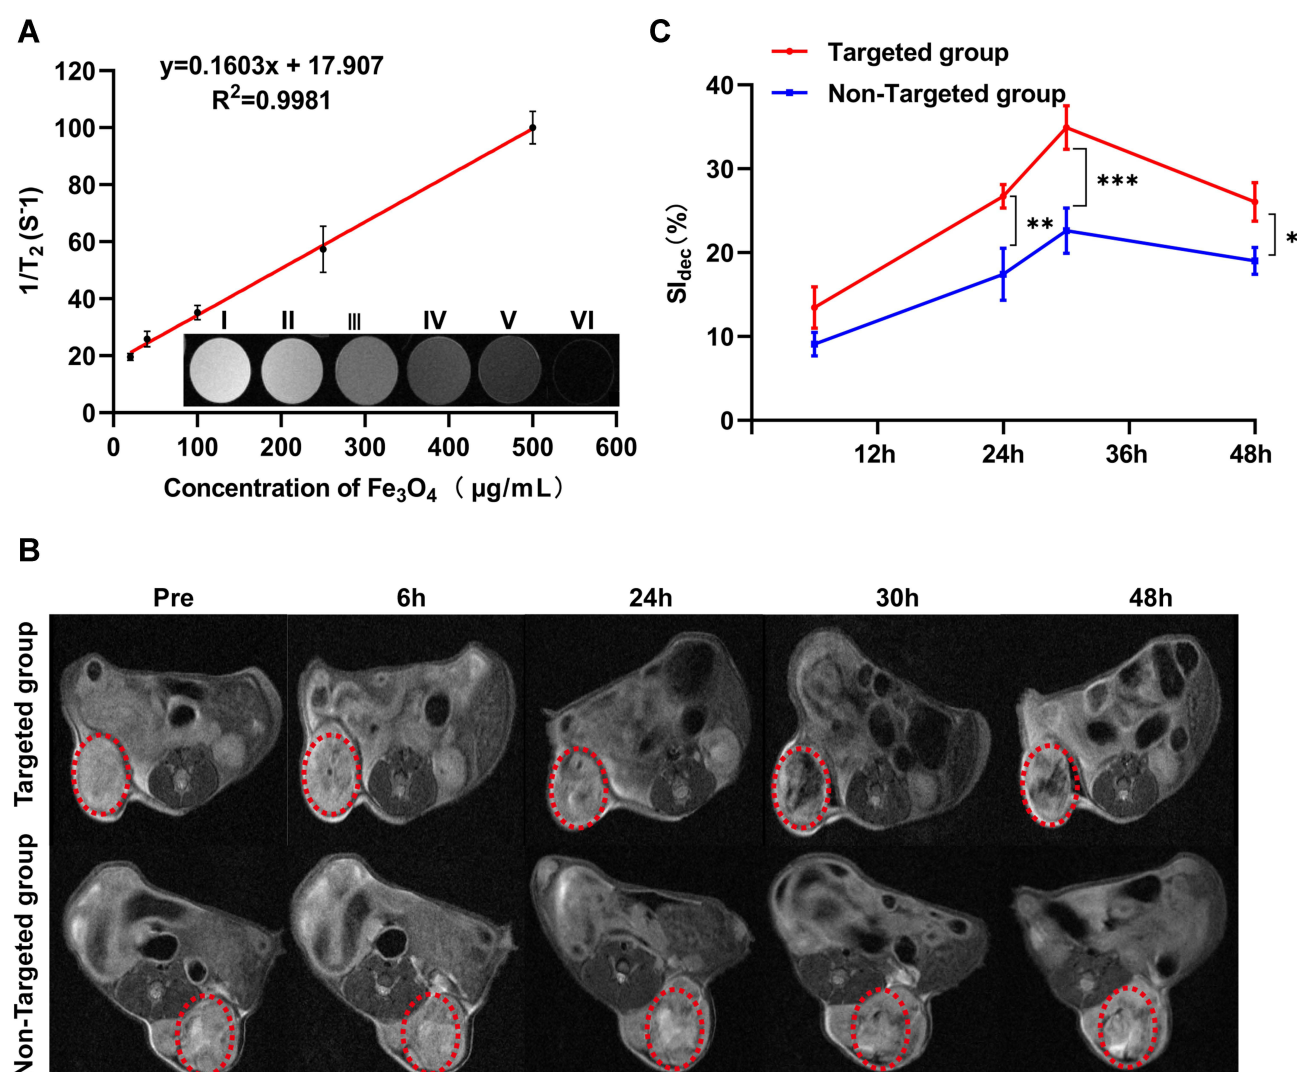 A
y=0.1603x + 17.907
R²=0.9981
120
100
80
60
40
20
0
1/T₂ (S⁻1)
I II III IV V VI
0 100 200 300 400 500 600
Concentration of Fe₃O₄ （ μg/mL）
C
Targeted group
Non-Targeted group
40
30
20
10
0
SIdec（%）
**
***
*
12h 24h 36h 48h
B
Pre 6h 24h 30h 48h
Targeted group
Non-Targeted group